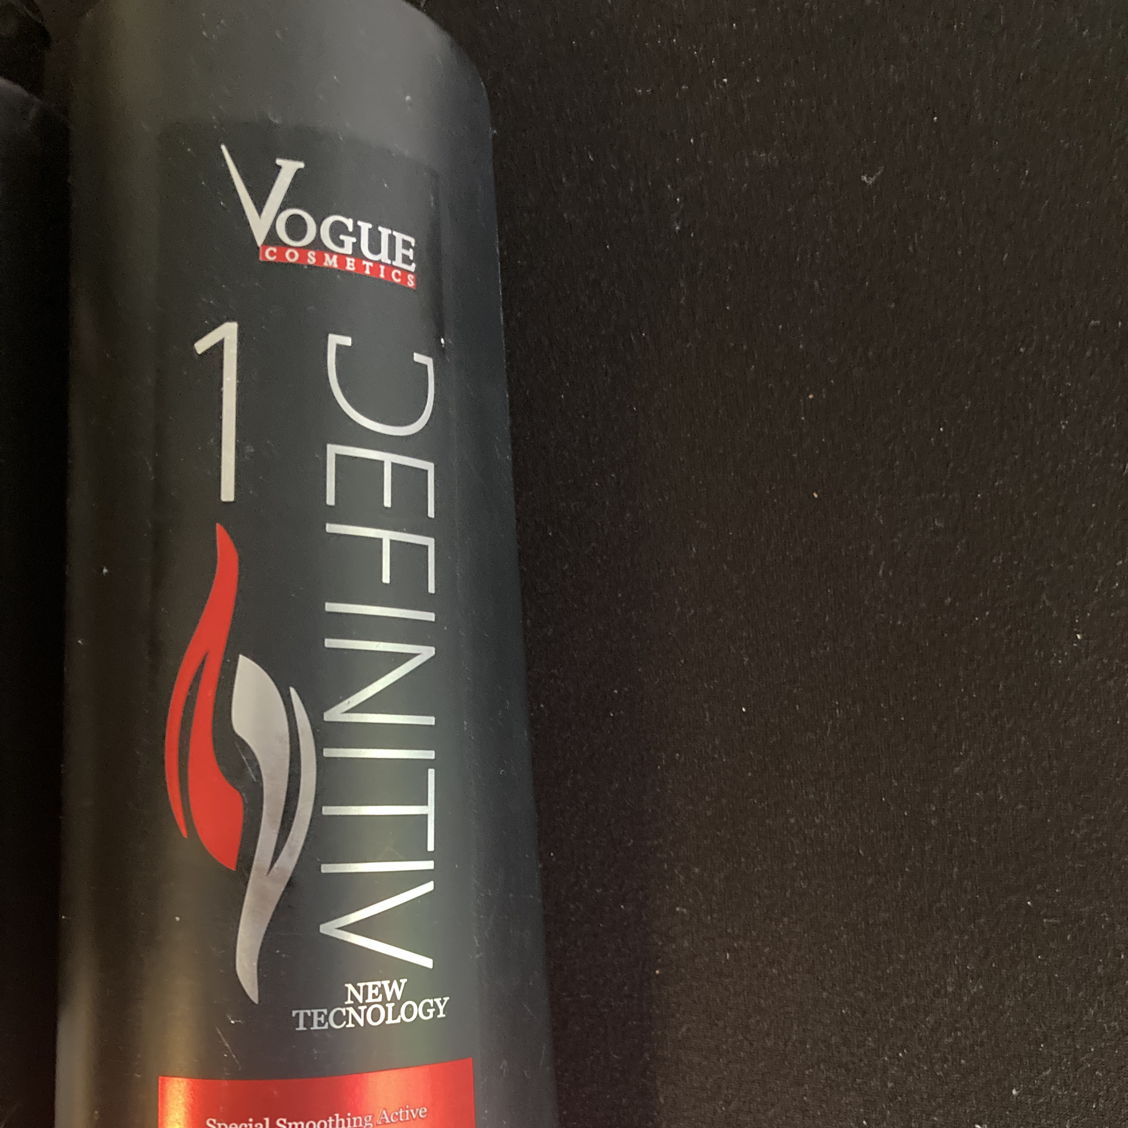 VOGUE
COSMETICS
1
DEFINITIV
NEW
TECNOLOGY
Special Smoothing Active